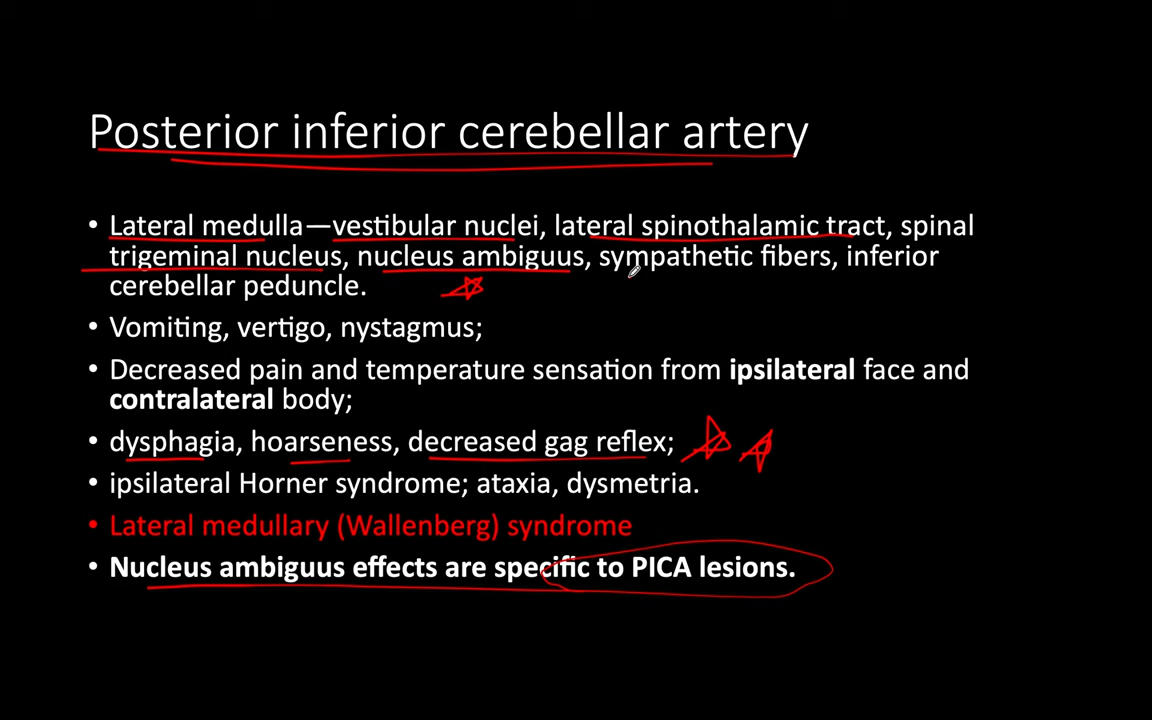 Posterior inferior cerebellar artery
• Lateral medulla—vestibular nuclei, lateral spinothalamic tract, spinal
trigeminal nucleus, nucleus ambiguus, sympathetic fibers, inferior
cerebellar peduncle.
• Vomiting, vertigo, nystagmus;
• Decreased pain and temperature sensation from ipsilateral face and
contralateral body;
• dysphagia, hoarseness, decreased gag reflex;
• ipsilateral Horner syndrome; ataxia, dysmetria.
• Lateral medullary (Wallenberg) syndrome
• Nucleus ambiguus effects are specific to PICA lesions.